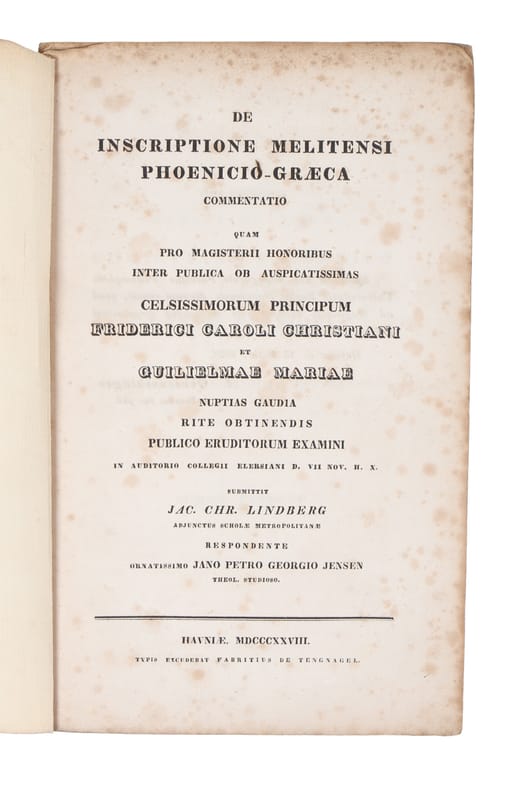 DE
INSCRIPTIONE MELITENSI
PHOENICIO-GRÆCA
COMMENTATIO
QUAM
PRO MAGISTERII HONORIBUS
INTER PUBLICA OB AUSPICATISSIMAS
CELSISSIMORUM PRINCIPUM
FRIDERICI CAROLI CHRISTIANI
ET
GUILIELMAE MARIAE
NUPTIAS GAUDIA
RITE OBTINENDIS
PUBLICO ERUDITORUM EXAMINI
IN AUDITORIO COLLEGII ELERSIANI D. VII NOV. H. X.
SUBMITTIT
JAC. CHR. LINDBERG
ADJUNCTUS SCHOLÆ METROPOLITANÆ
RESPONDENTE
ORNATISSIMO JANO PETRO GEORGIO JENSEN
THEOL. STUDIOSO.
HAVNIÆ. MDCCCXXVIII.
TYPIS EXCUDEBAT FABRITIUS DE TENGNAGEL.